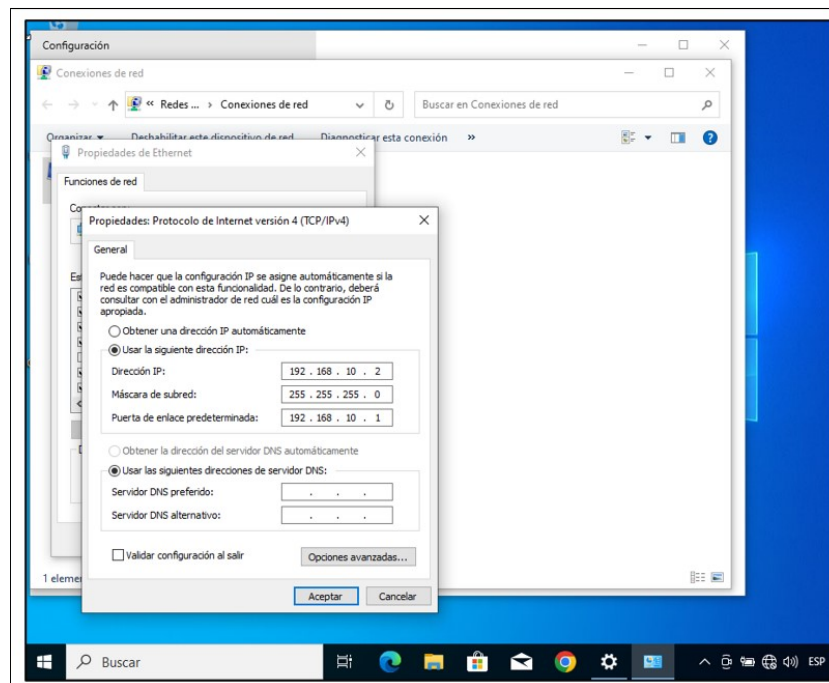 Configuración
Conexiones de red
« Redes ... › Conexiones de red
Buscar en Conexiones de red
Organizar Deshabilitar este dispositivo de red Diagnosticar esta conexión »
Propiedades de Ethernet
Funciones de red
Propiedades: Protocolo de Internet versión 4 (TCP/IPv4)
General
Puede hacer que la configuración IP se asigne automáticamente si la
red es compatible con esta funcionalidad. De lo contrario, deberá
consultar con el administrador de red cuál es la configuración IP
apropiada.
Obtener una dirección IP automáticamente
Usar la siguiente dirección IP:
Dirección IP: 192 . 168 . 10 . 2
Máscara de subred: 255 . 255 . 255 . 0
Puerta de enlace predeterminada: 192 . 168 . 10 . 1
Obtener la dirección del servidor DNS automáticamente
Usar las siguientes direcciones de servidor DNS:
Servidor DNS preferido: . . .
Servidor DNS alternativo: . . .
Validar configuración al salir
Opciones avanzadas...
1 eleme
Aceptar Cancelar
Buscar
ESP